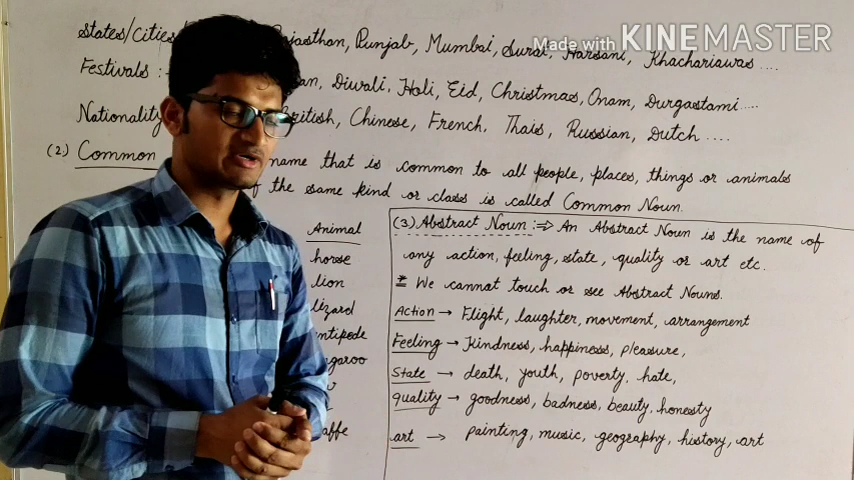 Made with KINEMASTER
States/Cities Rajasthan, Punjab, Mumbai, Surat, Harsani, Khachariawas ....
Festivals :- Diwali, Holi, Eid, Christmas, Onam, Durgastami ....
Nationality British, Chinese, French, Thais, Russian, Dutch ....
(2.) Common name that is common to all people, places, things or animals
of the same kind or class is called Common Noun.
Animal
horse
lion
lizard
(3) Abstract Noun :⇒ An Abstract Noun is the name of
any action, feeling, state, quality or art etc.
* We cannot touch or see Abstract Nouns.
Action → Flight, laughter, movement, arrangement
Feeling → Kindness, happiness, pleasure,
State → death, youth, poverty, hate,
quality → goodness, badness, beauty, honesty
art → painting, music, geography, history, art